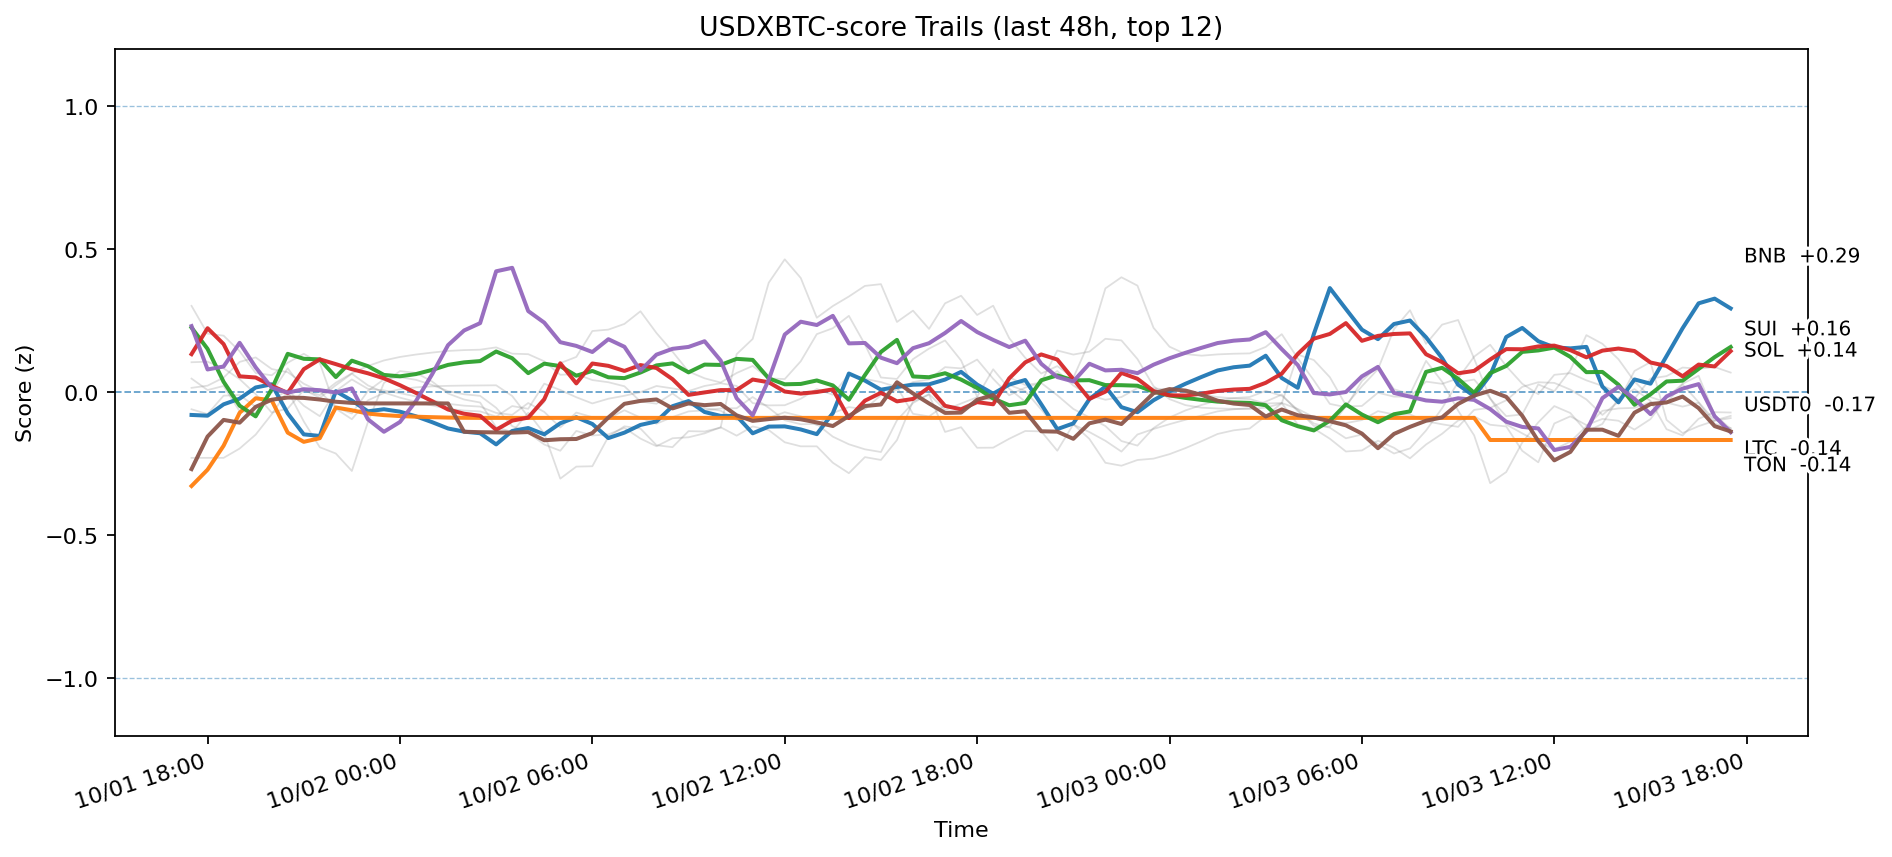 USDXBTC-score Trails (last 48h, top 12)
Score (z)
1.0
0.5
0.0
−0.5
−1.0
BNB +0.29
SUI +0.16
SOL +0.14
USDT0 -0.17
LTC -0.14
TON -0.14
10/01 18:00
10/02 00:00
10/02 06:00
10/02 12:00
10/02 18:00
10/03 00:00
10/03 06:00
10/03 12:00
10/03 18:00
Time